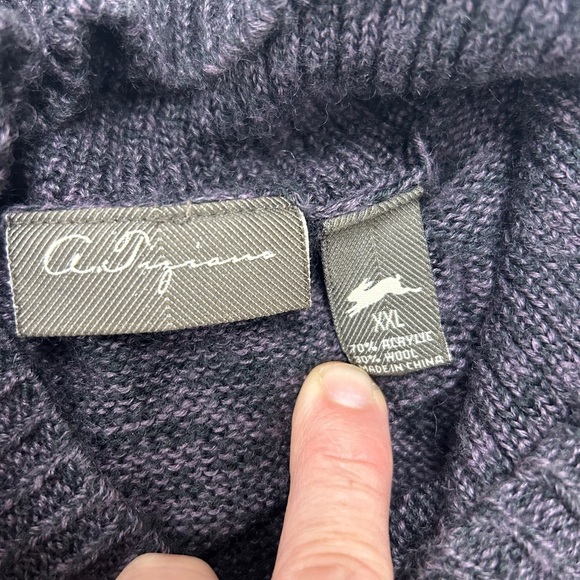 A. Tiziano
XXL
70% ACRYLIC
30% WOOL
MADE IN CHINA